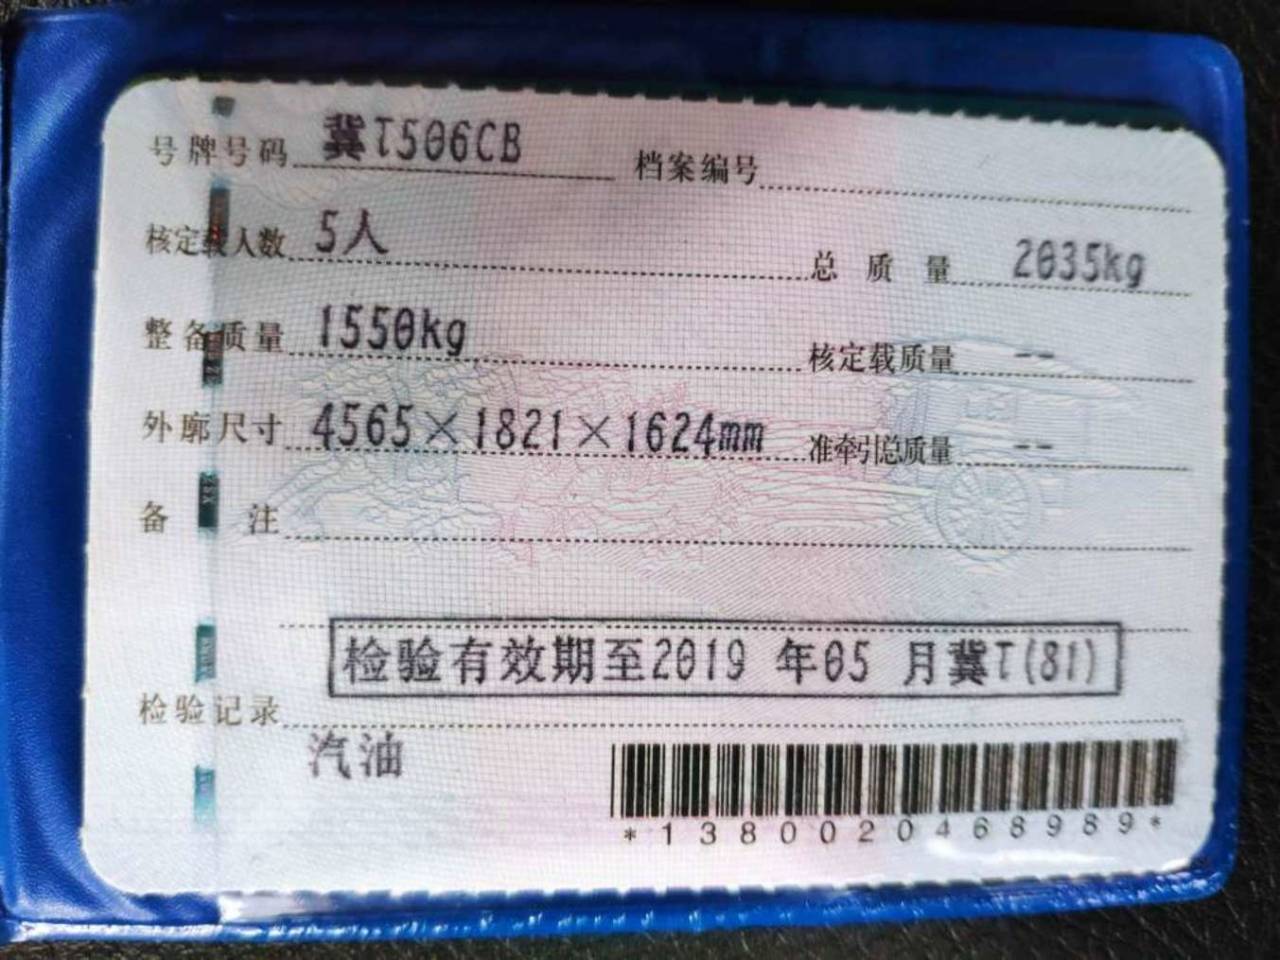 号牌号码 冀T506CB 档案编号
核定载人数 5人 总质量 2035kg
整备质量 1550kg 核定载质量 --
外廓尺寸 4565×1821×1624mm 准牵引总质量 --
备注
检验有效期至2019年05月冀T(81)
检验记录
汽油
*1380020468989*